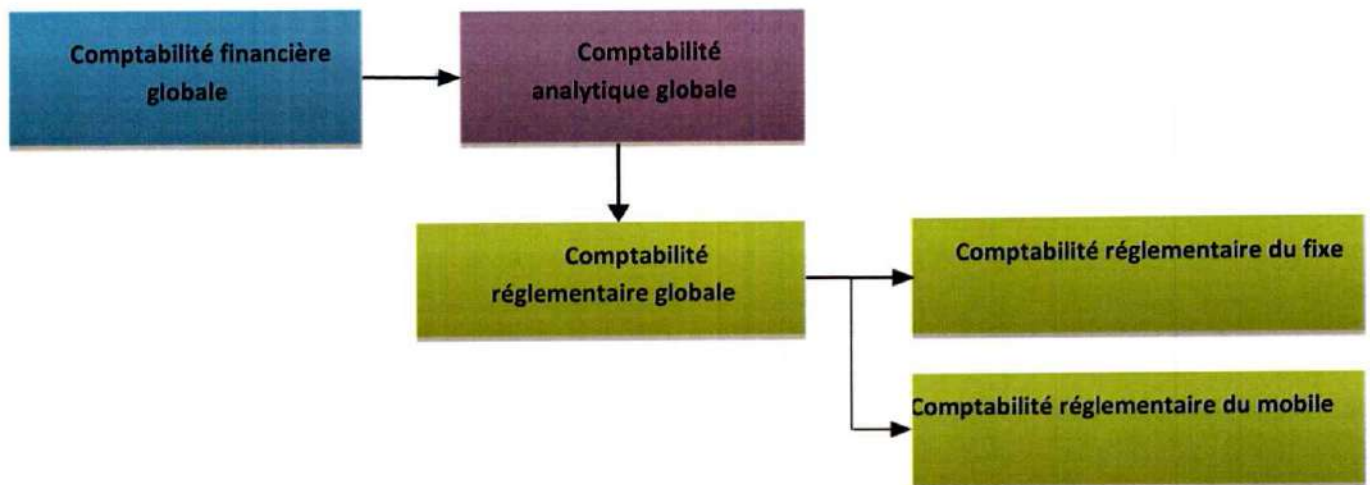 Comptabilité financière
globale
Comptabilité
analytique globale
Comptabilité
réglementaire globale
Comptabilité réglementaire du fixe
Comptabilité réglementaire du mobile